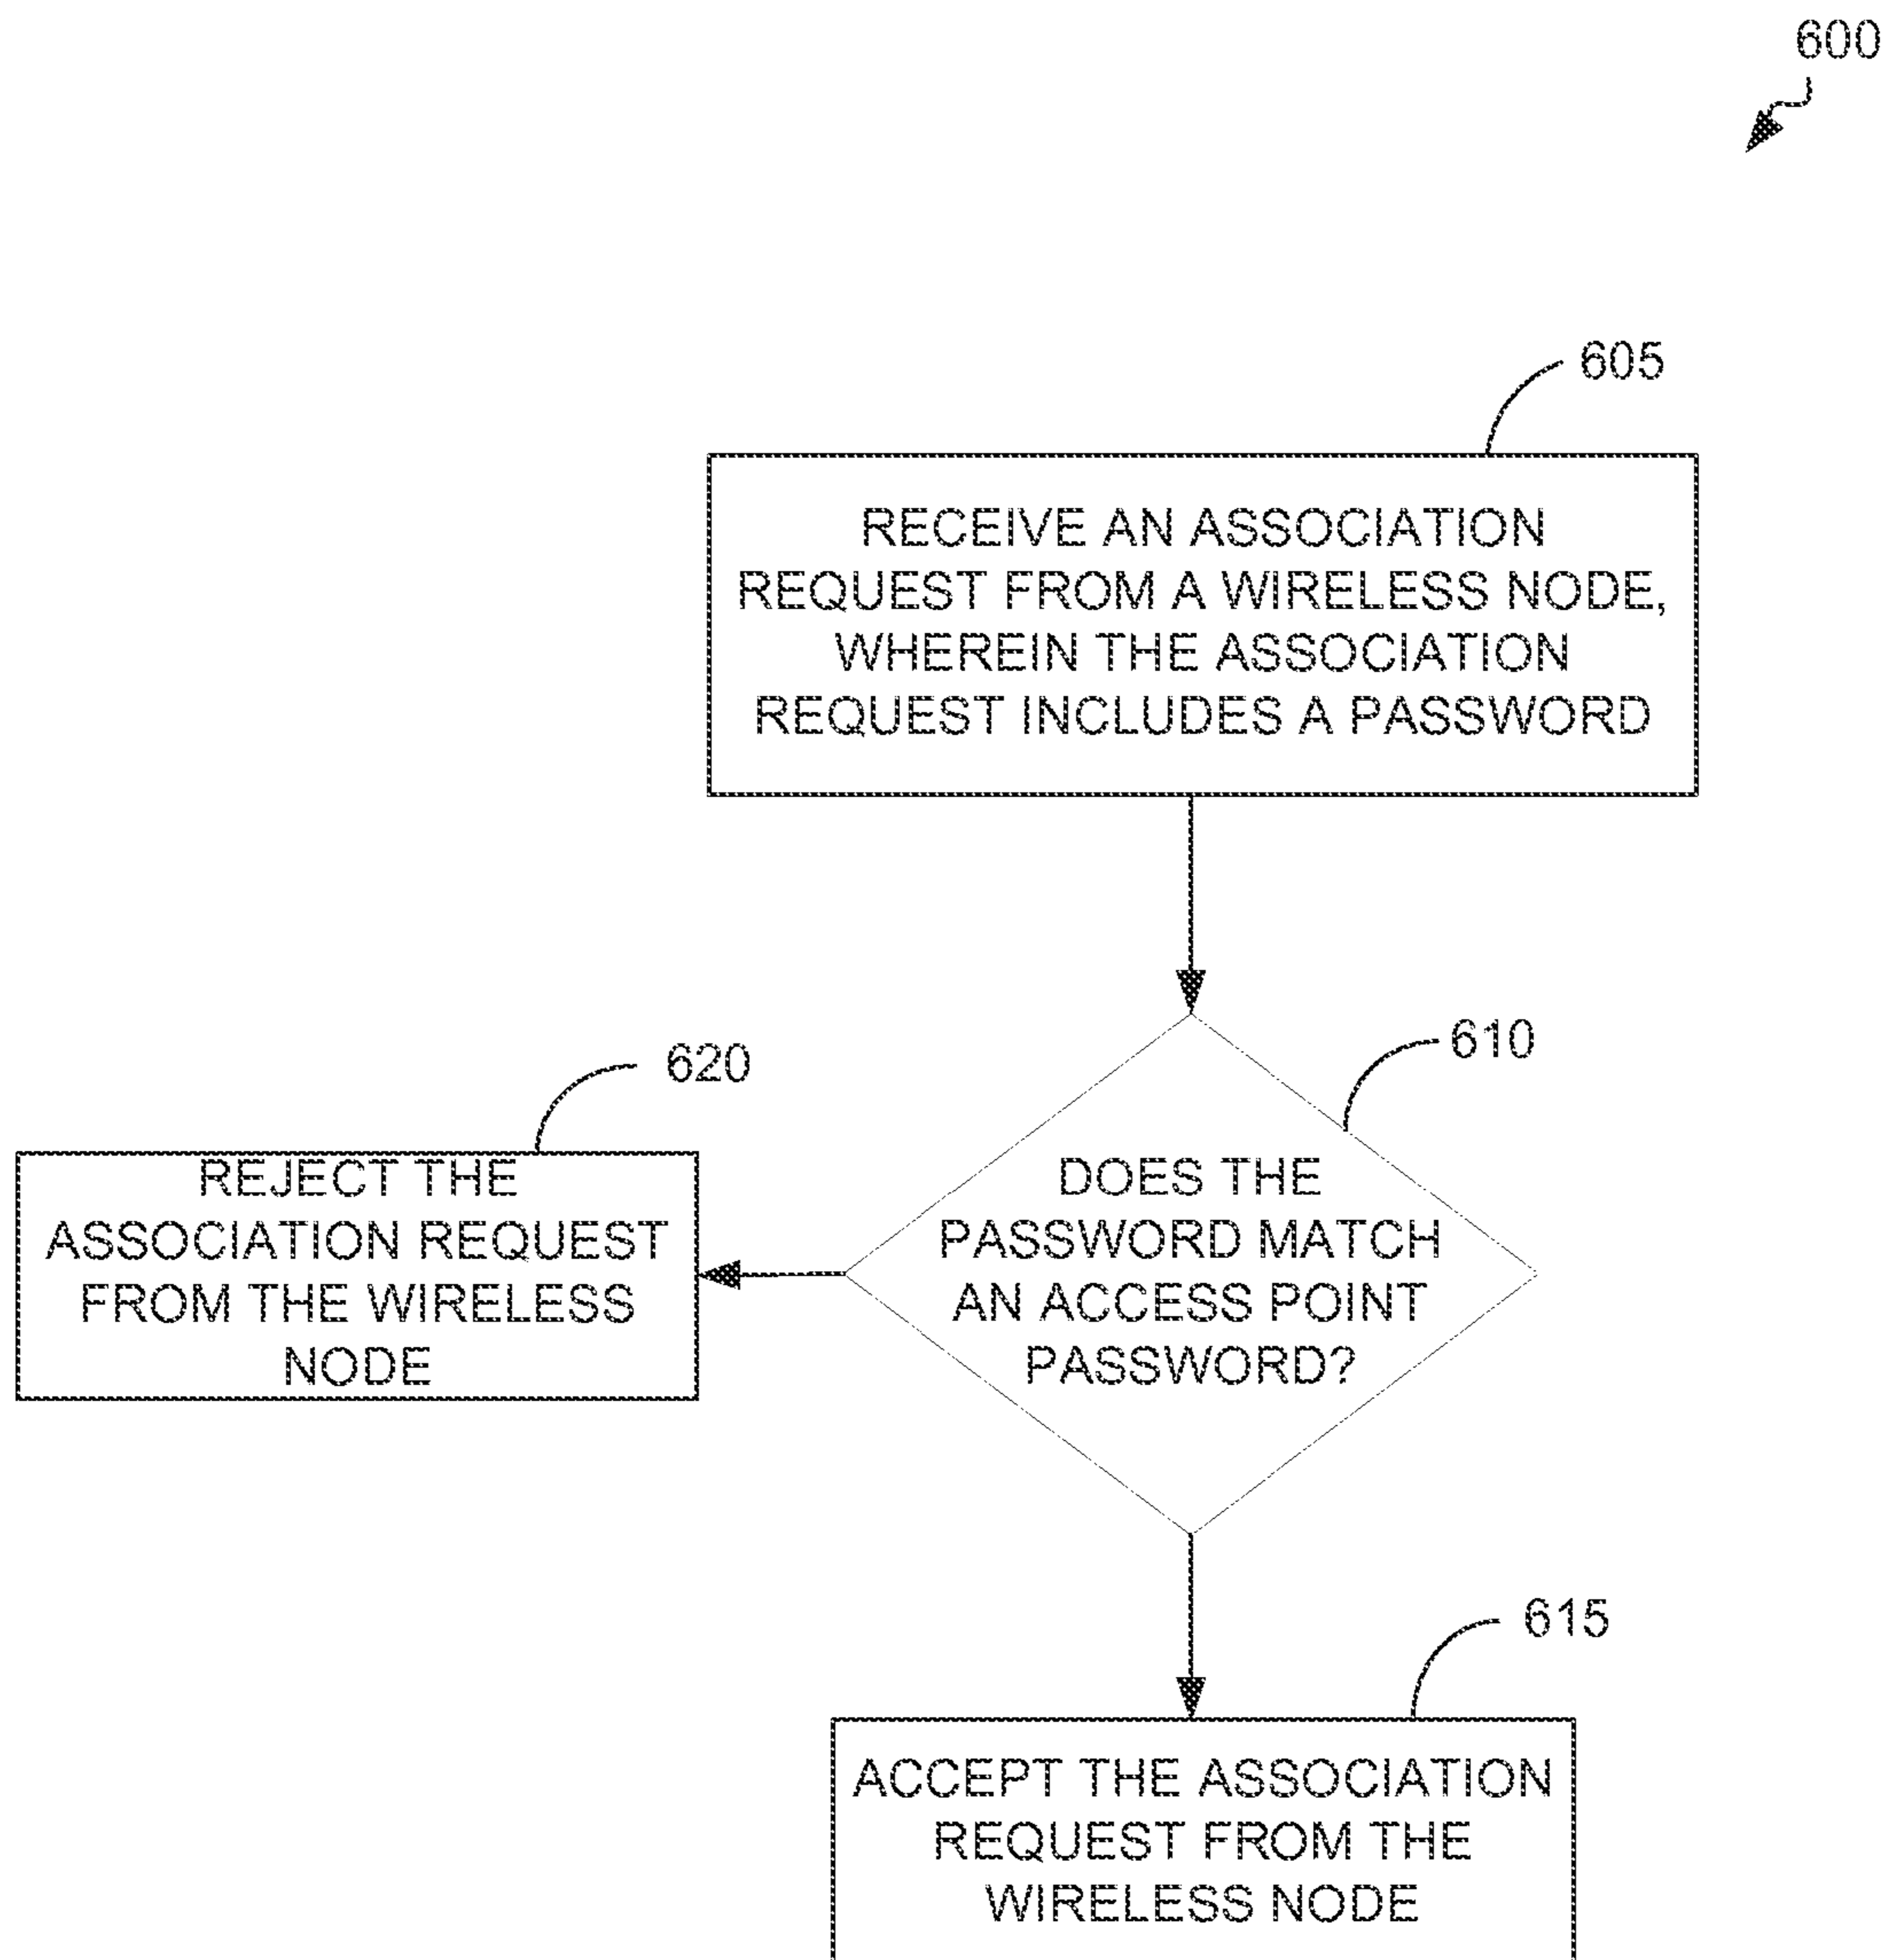 600
605
RECEIVE AN ASSOCIATION
REQUEST FROM A WIRELESS NODE,
WHEREIN THE ASSOCIATION
REQUEST INCLUDES A PASSWORD
610
DOES THE
PASSWORD MATCH
AN ACCESS POINT
PASSWORD?
620
REJECT THE
ASSOCIATION REQUEST
FROM THE WIRELESS
NODE
615
ACCEPT THE ASSOCIATION
REQUEST FROM THE
WIRELESS NODE